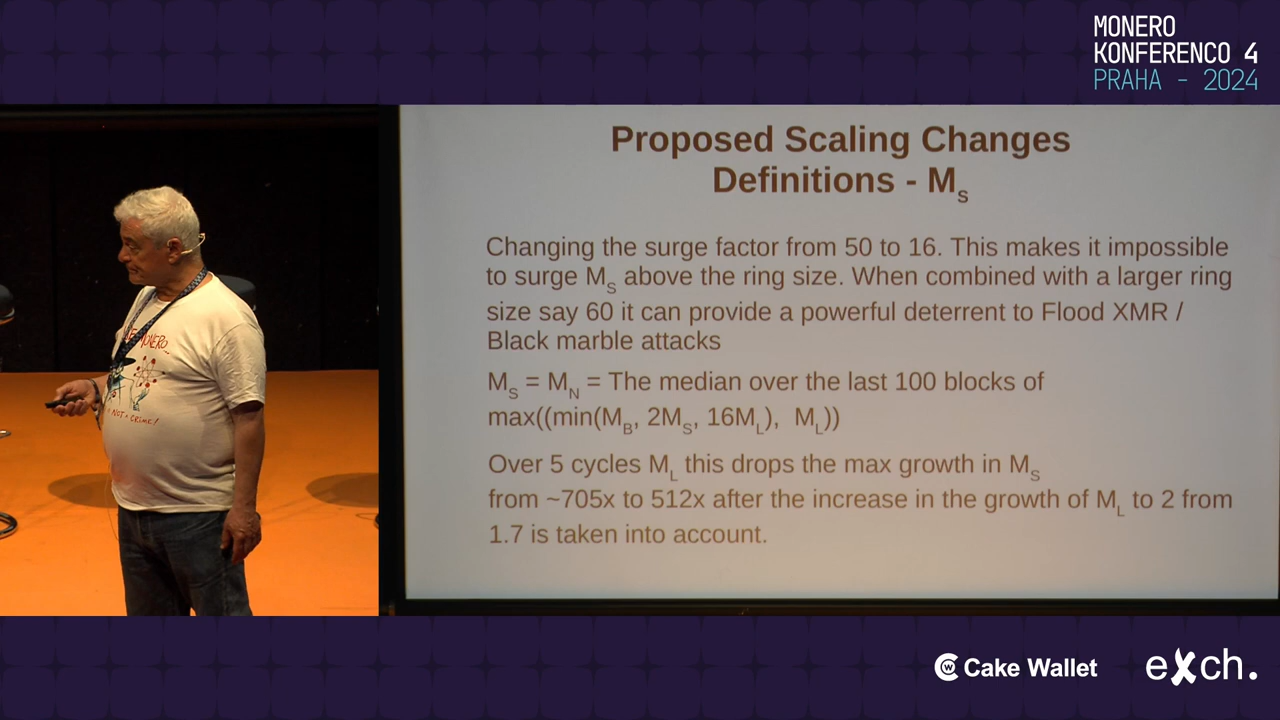 MONERO
KONFERENCO 4
PRAHA - 2024
Proposed Scaling Changes
Definitions - Ms
Changing the surge factor from 50 to 16. This makes it impossible
to surge MS above the ring size. When combined with a larger ring
size say 60 it can provide a powerful deterrent to Flood XMR /
Black marble attacks
MS = MN = The median over the last 100 blocks of
max((min(MB, 2MS, 16ML), ML))
Over 5 cycles ML this drops the max growth in MS
from ~705x to 512x after the increase in the growth of ML to 2 from
1.7 is taken into account.
MONERO
NOT A CRIME!
Cake Wallet
exch.